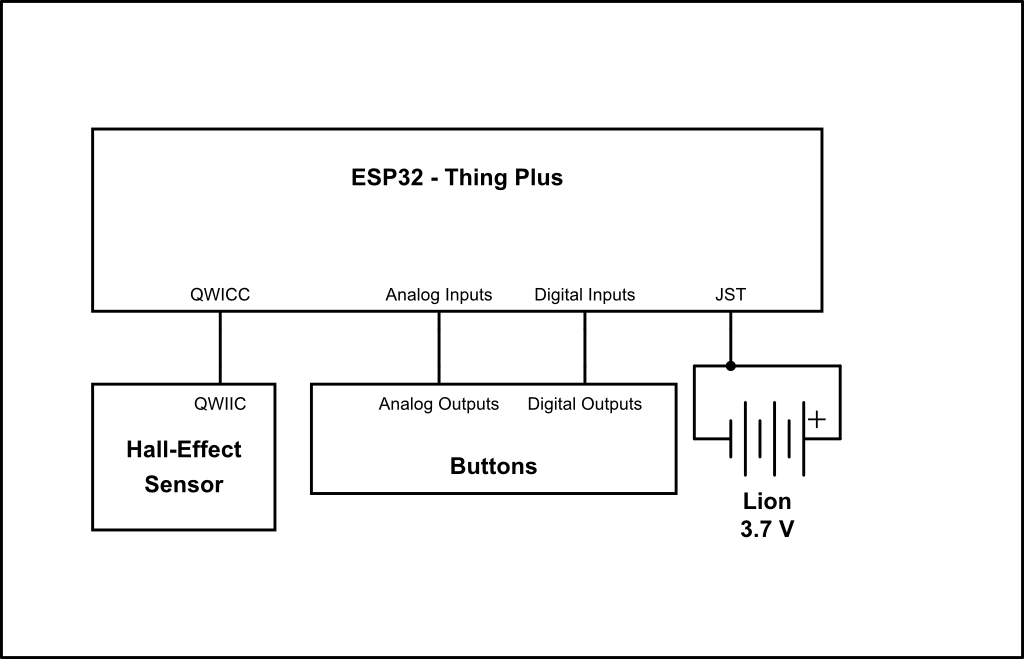 ESP32 - Thing Plus
QWICC
Analog Inputs
Digital Inputs
JST
QWIIC
Hall-Effect
Sensor
Analog Outputs
Digital Outputs
Buttons
+
Lion
3.7 V